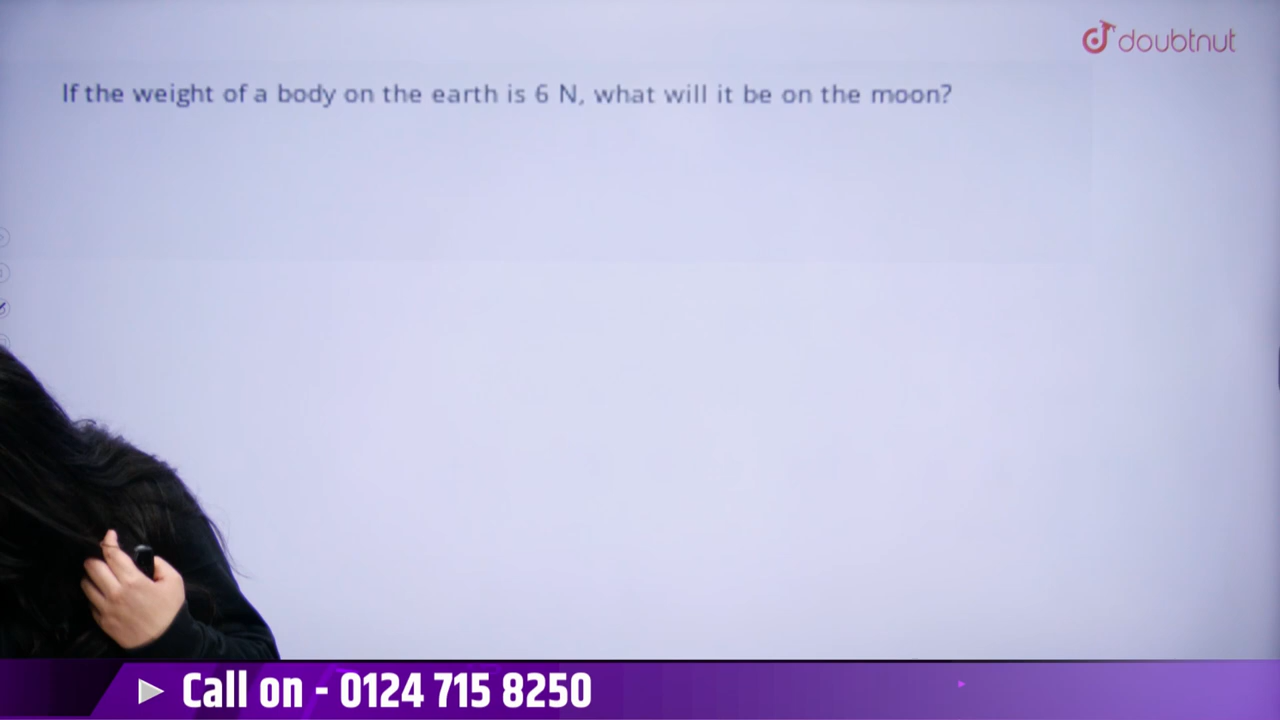 doubtnut
If the weight of a body on the earth is 6 N, what will it be on the moon?
Call on - 0124 715 8250